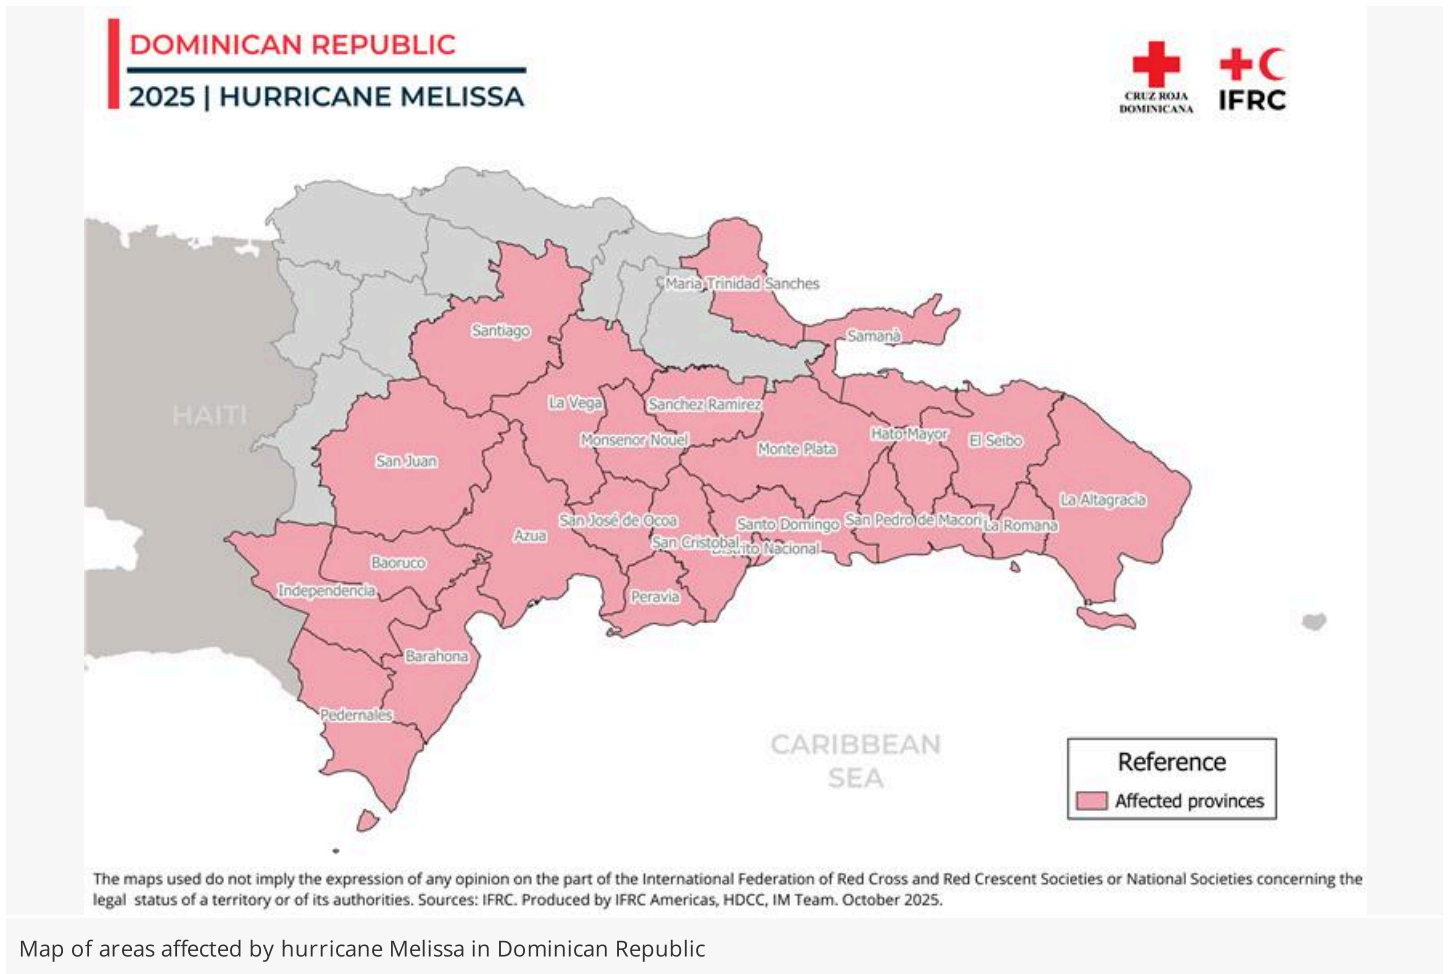 DOMINICAN REPUBLIC
2025 | HURRICANE MELISSA
CRUZ ROJA
DOMINICANA
IFRC
Maria Trinidad Sanches
Santiago
Samanà
HAITI
La Vega
Sanchez Ramirez
Monsenor Nouel
Hato Mayor
El Seibo
Monte Plata
San Juan
La Altagracia
San José de Ocoa
Santo Domingo
San Pedro de Macori
La Romana
Azua
San Cristobal
Distrito Nacional
Baoruco
Independencia
Peravia
Barahona
Pedernales
CARIBBEAN
SEA
Reference
Affected provinces
The maps used do not imply the expression of any opinion on the part of the International Federation of Red Cross and Red Crescent Societies or National Societies concerning the
legal status of a territory or of its authorities. Sources: IFRC. Produced by IFRC Americas, HDCC, IM Team. October 2025.
Map of areas affected by hurricane Melissa in Dominican Republic